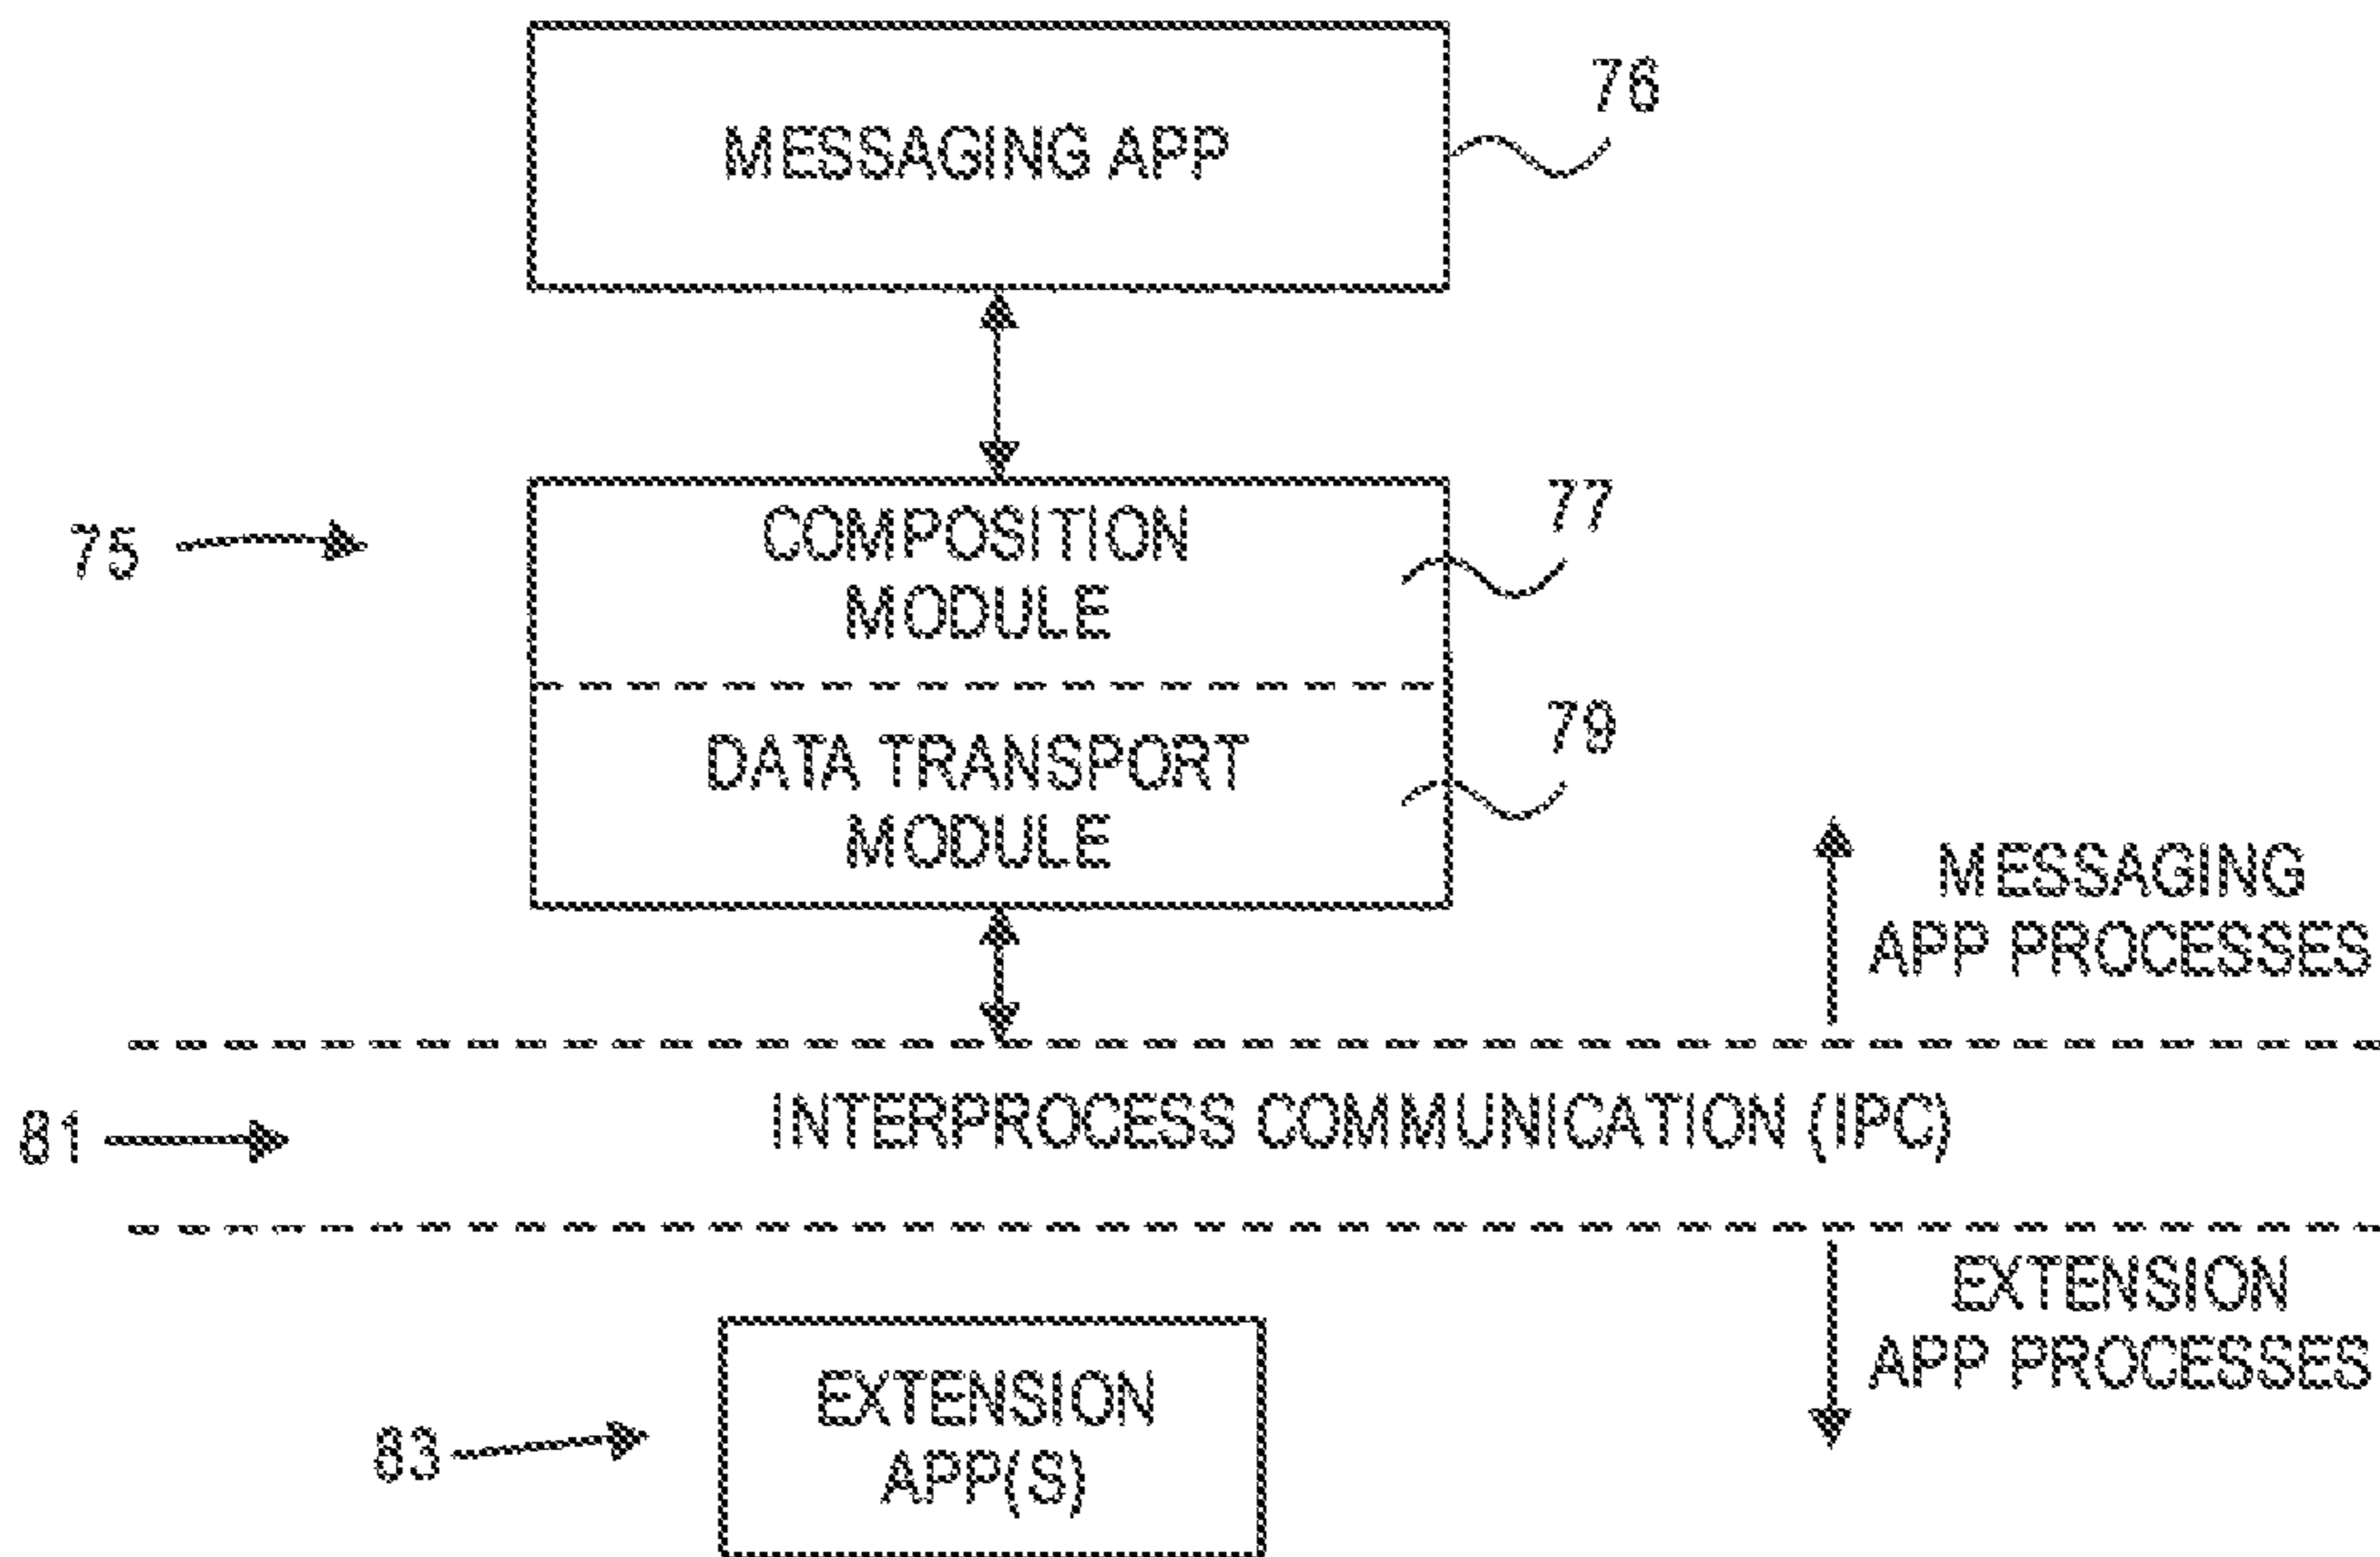 MESSAGING APP
76
75
COMPOSITION
MODULE
77
DATA TRANSPORT
MODULE
79
MESSAGING
APP PROCESSES
81
INTERPROCESS COMMUNICATION (IPC)
EXTENSION
APP PROCESSES
83
EXTENSION
APP(S)